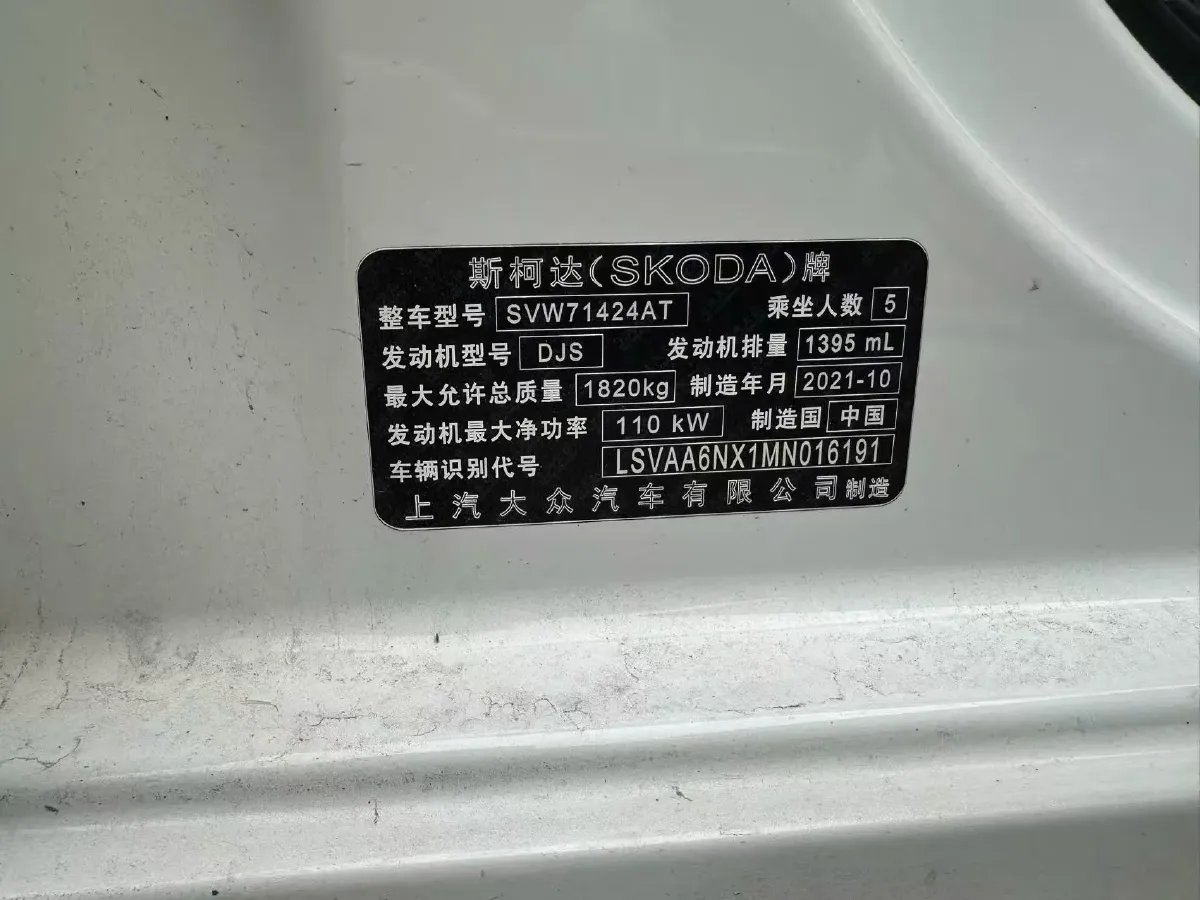 斯柯达(SKODA)牌
整车型号 SVW71424AT 乘坐人数 5
发动机型号 DJS 发动机排量 1395 mL
最大允许总质量 1820kg 制造年月 2021-10
发动机最大净功率 110 kW 制造国 中国
车辆识别代号 LSVAA6NX1MN016191
上汽大众汽车有限公司制造